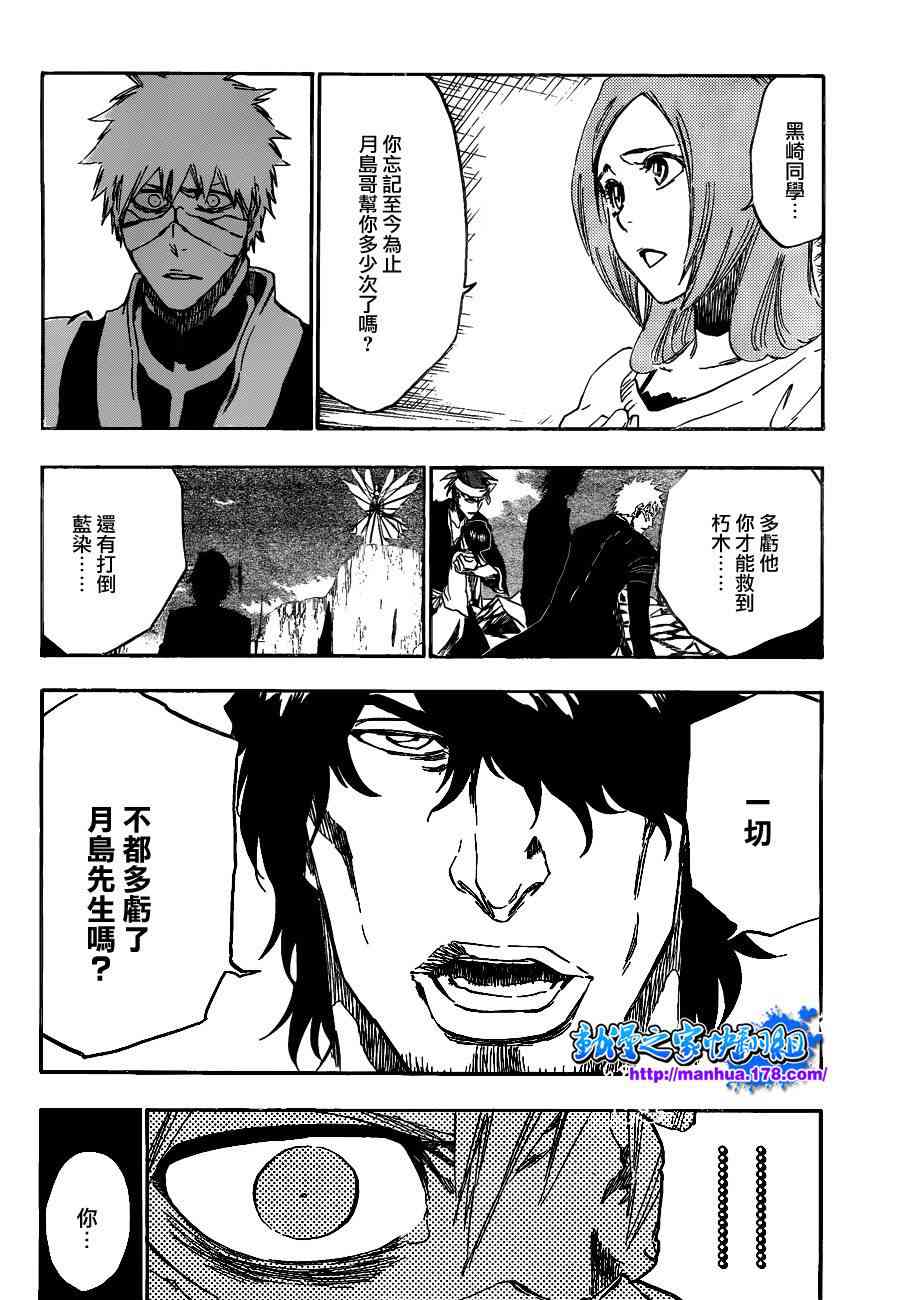 黑崎同學…
你忘記至今為止
月島哥幫你多少次了嗎？
多虧他
你才能救到
朽木……
還有打倒
藍染……
一切
不都多虧了
月島先生嗎？
動漫之家快翻組
http://manhua.178.com/
你…